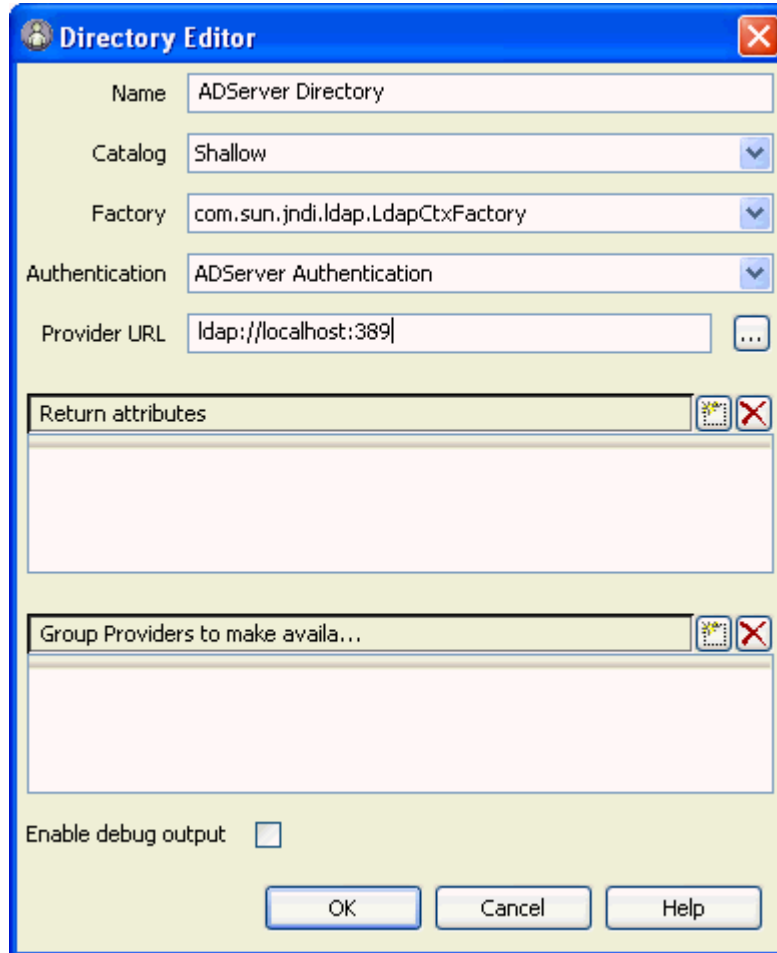 Directory Editor
Name ADServer Directory
Catalog Shallow
Factory com.sun.jndi.ldap.LdapCtxFactory
Authentication ADServer Authentication
Provider URL ldap://localhost:389 ...
Return attributes
Group Providers to make availa...
Enable debug output
OK Cancel Help